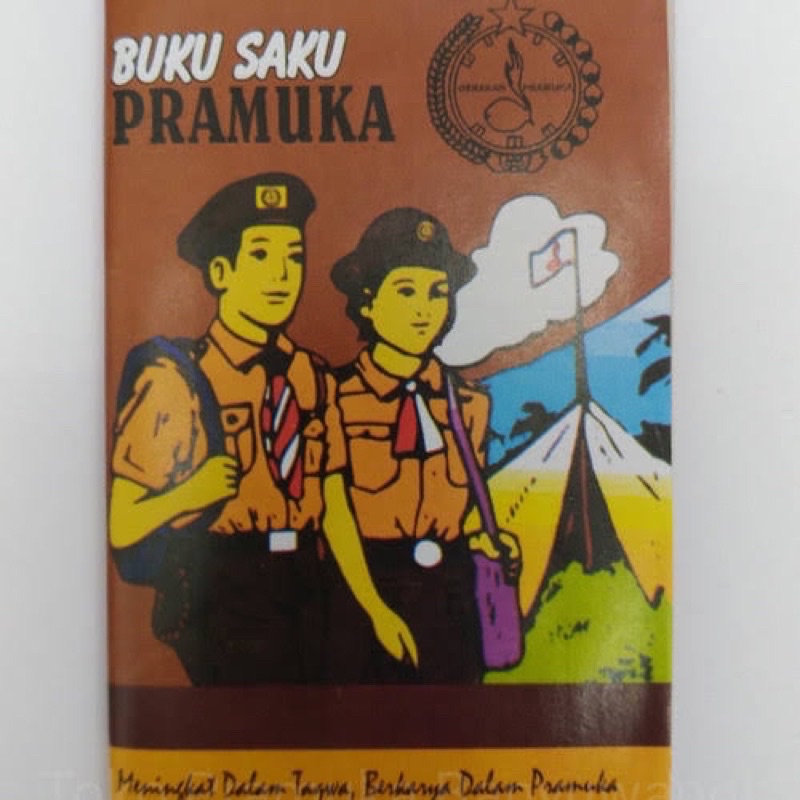 BUKU SAKU
PRAMUKA
GERAKAN PRAMUKA
Meningkat Dalam Taqwa, Berkarya Dalam Pramuka